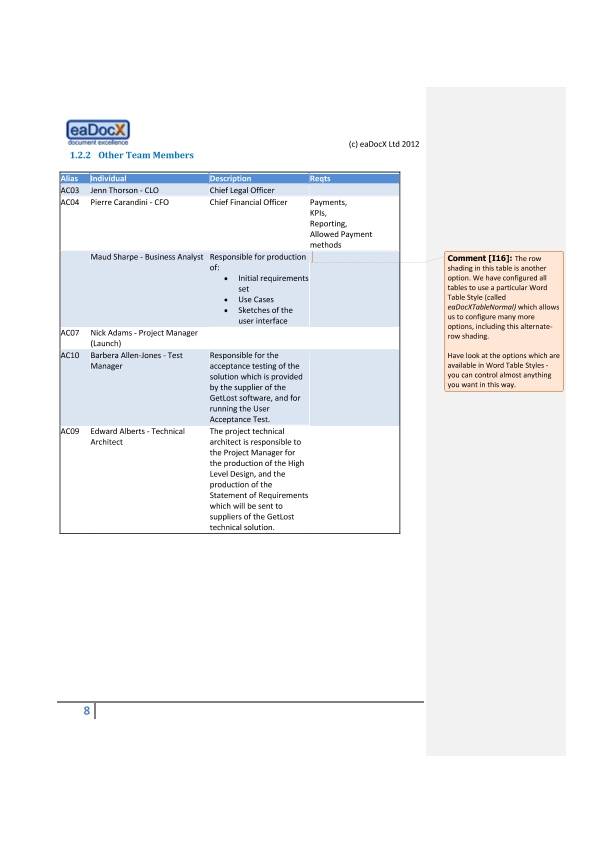 eaDocX
document excellence
(c) eaDocX Ltd 2012
1.2.2 Other Team Members
Alias Individual Description Reqts
AC03 Jenn Thorson - CLO Chief Legal Officer
AC04 Pierre Carandini - CFO Chief Financial Officer Payments,
KPIs,
Reporting,
Allowed Payment
methods
Maud Sharpe - Business Analyst Responsible for production
of:
• Initial requirements
set
• Use Cases
• Sketches of the
user interface
AC07 Nick Adams - Project Manager
(Launch)
AC10 Barbera Allen-Jones - Test
Manager
Responsible for the
acceptance testing of the
solution which is provided
by the supplier of the
GetLost software, and for
running the User
Acceptance Test.
AC09 Edward Alberts - Technical
Architect
The project technical
architect is responsible to
the Project Manager for
the production of the High
Level Design, and the
production of the
Statement of Requirements
which will be sent to
suppliers of the GetLost
technical solution.
Comment [I16]: The row
shading in this table is another
option. We have configured all
tables to use a particular Word
Table Style (called
eaDocXTableNormal) which allows
us to configure many more
options, including this alternate-
row shading.
Have look at the options which are
available in Word Table Styles -
you can control almost anything
you want in this way.
8